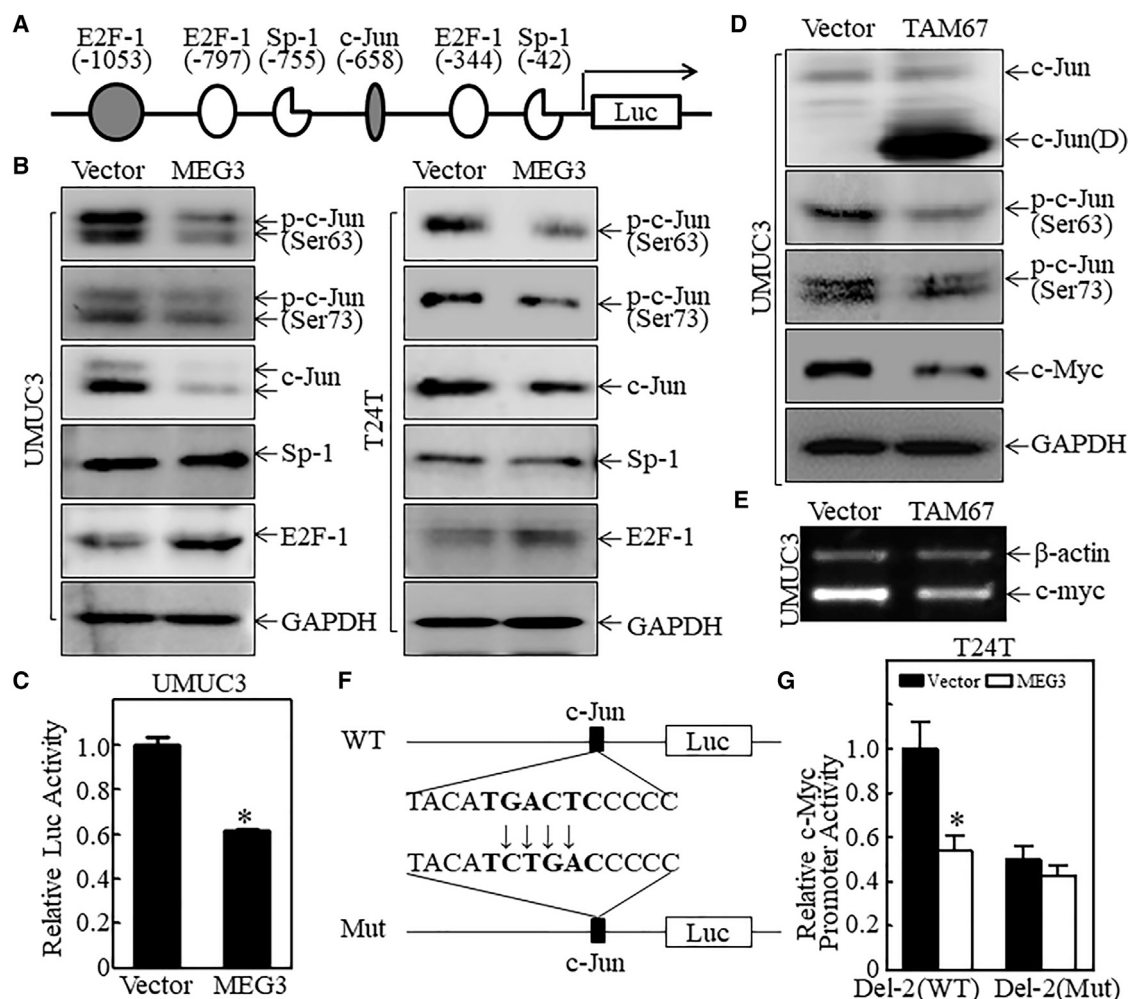 A
E2F-1 E2F-1 Sp-1 c-Jun E2F-1 Sp-1
(-1053) (-797) (-755) (-658) (-344) (-42)
Luc
B
Vector MEG3
UMUC3
p-c-Jun
(Ser63)
p-c-Jun
(Ser73)
c-Jun
Sp-1
E2F-1
GAPDH
Vector MEG3
T24T
p-c-Jun
(Ser63)
p-c-Jun
(Ser73)
c-Jun
Sp-1
E2F-1
GAPDH
C
UMUC3
Relative Luc Activity
1.0
0.8
0.6
0.4
0.2
0
*
Vector MEG3
D
Vector TAM67
UMUC3
c-Jun
c-Jun(D)
p-c-Jun
(Ser63)
p-c-Jun
(Ser73)
c-Myc
GAPDH
E
Vector TAM67
UMUC3
β-actin
c-myc
F
c-Jun
WT Luc
TACATGACTCCCCCC
TACATCTGACCCCCC
Mut Luc
c-Jun
G
T24T
Vector MEG3
Relative c-Myc
Promoter Activity
1.0
0.8
0.6
0.4
0.2
0
*
Del-2(WT) Del-2(Mut)